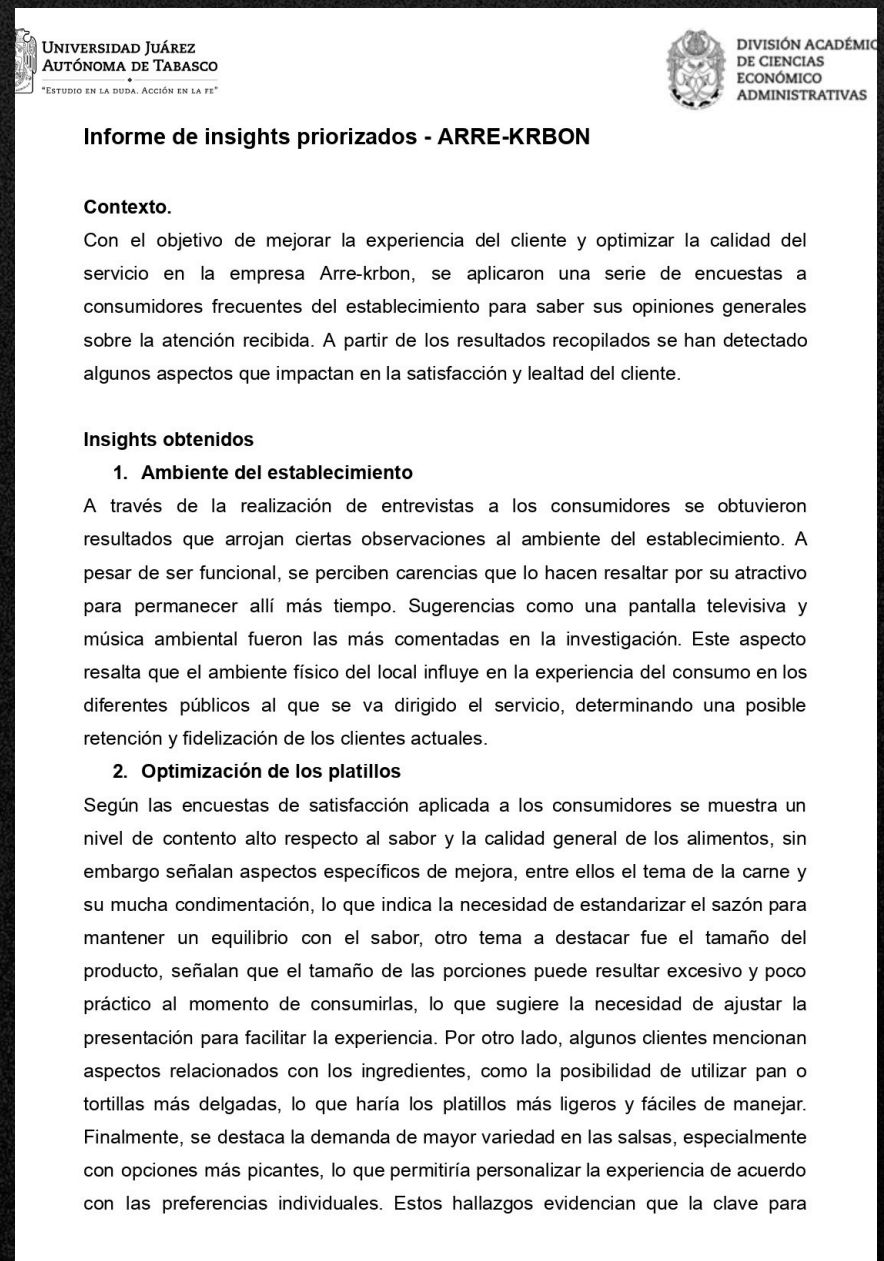 UNIVERSIDAD JUÁREZ
AUTÓNOMA DE TABASCO
"ESTUDIO EN LA DUDA. ACCIÓN EN LA FE"
DIVISIÓN ACADÉMIC
DE CIENCIAS
ECONÓMICO
ADMINISTRATIVAS
Informe de insights priorizados - ARRE-KRBON
Contexto.
Con el objetivo de mejorar la experiencia del cliente y optimizar la calidad del
servicio en la empresa Arre-krbon, se aplicaron una serie de encuestas a
consumidores frecuentes del establecimiento para saber sus opiniones generales
sobre la atención recibida. A partir de los resultados recopilados se han detectado
algunos aspectos que impactan en la satisfacción y lealtad del cliente.
Insights obtenidos
1. Ambiente del establecimiento
A través de la realización de entrevistas a los consumidores se obtuvieron
resultados que arrojan ciertas observaciones al ambiente del establecimiento. A
pesar de ser funcional, se perciben carencias que lo hacen resaltar por su atractivo
para permanecer allí más tiempo. Sugerencias como una pantalla televisiva y
música ambiental fueron las más comentadas en la investigación. Este aspecto
resalta que el ambiente físico del local influye en la experiencia del consumo en los
diferentes públicos al que se va dirigido el servicio, determinando una posible
retención y fidelización de los clientes actuales.
2. Optimización de los platillos
Según las encuestas de satisfacción aplicada a los consumidores se muestra un
nivel de contento alto respecto al sabor y la calidad general de los alimentos, sin
embargo señalan aspectos específicos de mejora, entre ellos el tema de la carne y
su mucha condimentación, lo que indica la necesidad de estandarizar el sazón para
mantener un equilibrio con el sabor, otro tema a destacar fue el tamaño del
producto, señalan que el tamaño de las porciones puede resultar excesivo y poco
práctico al momento de consumirlas, lo que sugiere la necesidad de ajustar la
presentación para facilitar la experiencia. Por otro lado, algunos clientes mencionan
aspectos relacionados con los ingredientes, como la posibilidad de utilizar pan o
tortillas más delgadas, lo que haría los platillos más ligeros y fáciles de manejar.
Finalmente, se destaca la demanda de mayor variedad en las salsas, especialmente
con opciones más picantes, lo que permitiría personalizar la experiencia de acuerdo
con las preferencias individuales. Estos hallazgos evidencian que la clave para